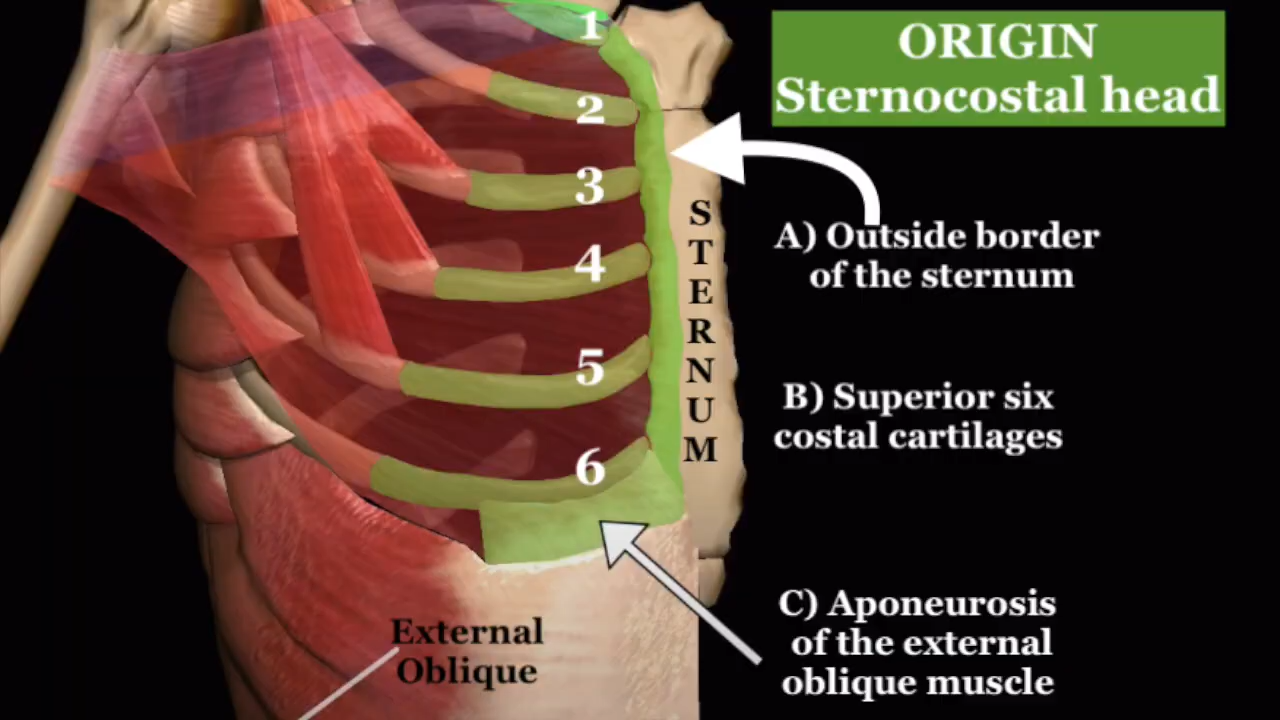 ORIGIN
Sternocostal head
1
2
3
4
5
6
STERNUM
A) Outside border
of the sternum
B) Superior six
costal cartilages
C) Aponeurosis
of the external
oblique muscle
External
Oblique